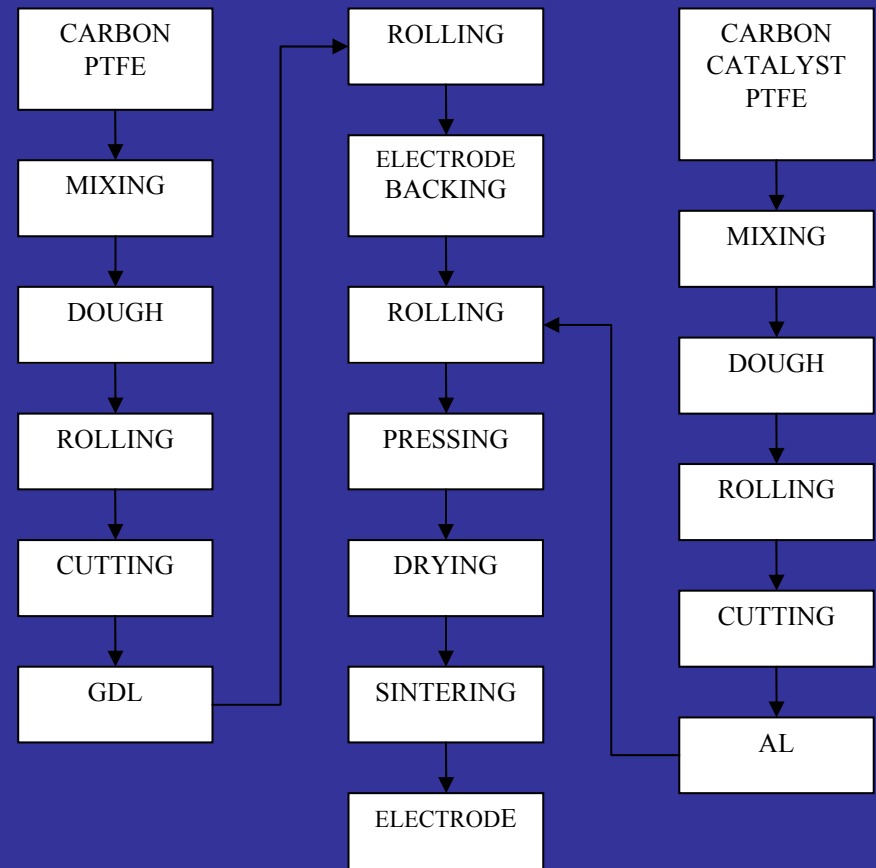 CARBON
PTFE
MIXING
DOUGH
ROLLING
CUTTING
GDL
ROLLING
ELECTRODE
BACKING
ROLLING
PRESSING
DRYING
SINTERING
ELECTRODE
CARBON
CATALYST
PTFE
MIXING
DOUGH
ROLLING
CUTTING
AL